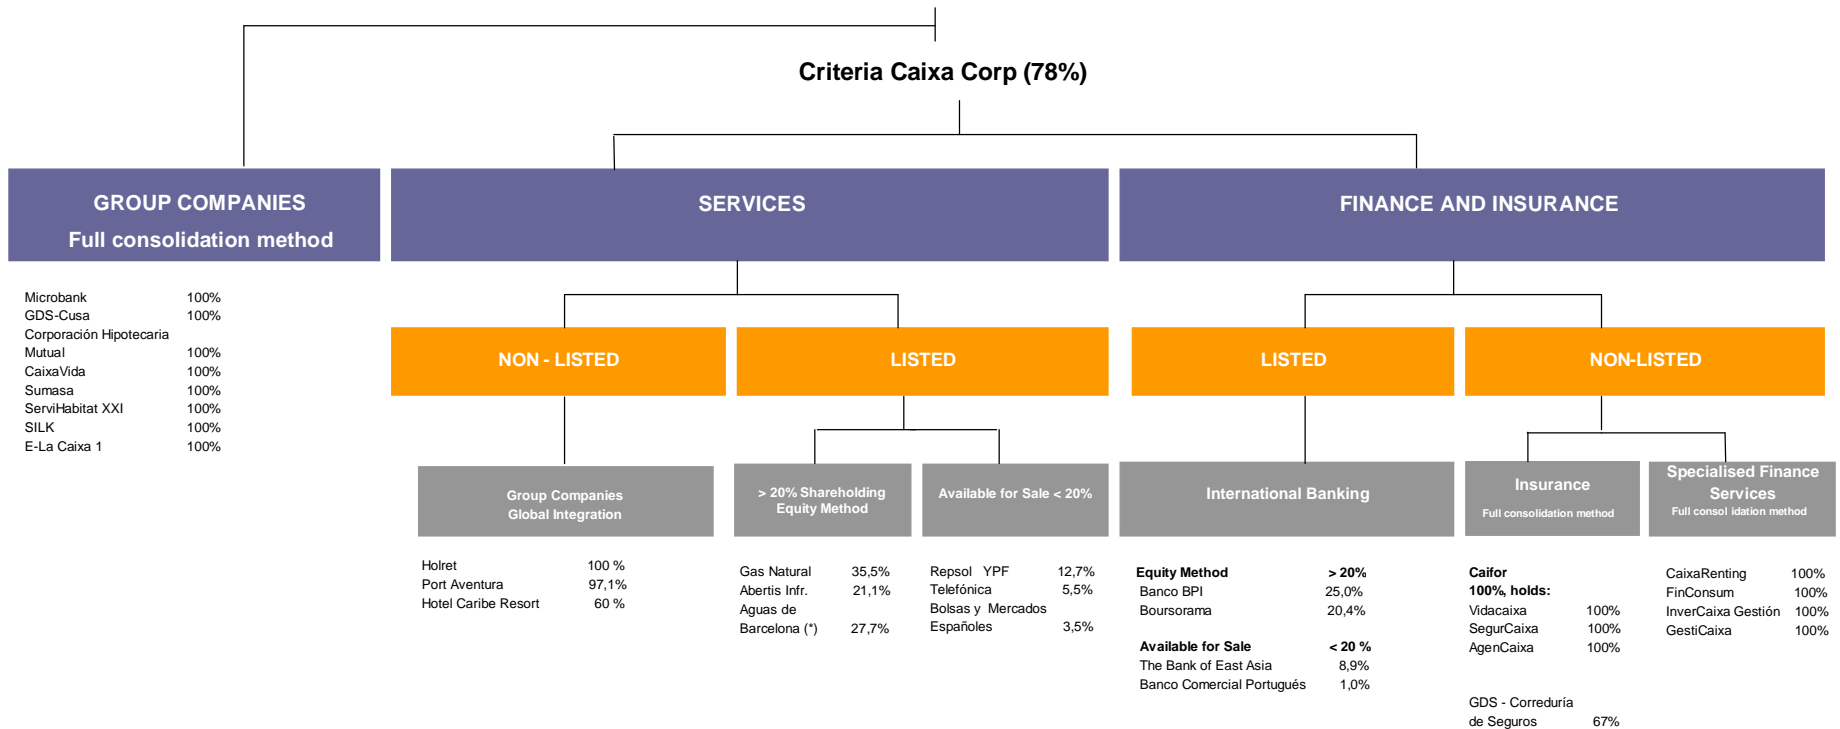 Criteria Caixa Corp (78%)
GROUP COMPANIES
Full consolidation method
SERVICES
FINANCE AND INSURANCE
Microbank 100%
GDS-Cusa 100%
Corporación Hipotecaria
Mutual 100%
CaixaVida 100%
Sumasa 100%
ServiHabitat XXI 100%
SILK 100%
E-La Caixa 1 100%
NON - LISTED
LISTED
LISTED
NON-LISTED
Group Companies
Global Integration
> 20% Shareholding
Equity Method
Available for Sale < 20%
International Banking
Insurance
Full consolidation method
Specialised Finance
Services
Full consol idation method
Holret 100 %
Port Aventura 97,1%
Hotel Caribe Resort 60 %
Gas Natural 35,5%
Abertis Infr. 21,1%
Aguas de
Barcelona (*) 27,7%
Repsol YPF 12,7%
Telefónica 5,5%
Bolsas y Mercados
Españoles 3,5%
Equity Method > 20%
Banco BPI 25,0%
Boursorama 20,4%
Available for Sale < 20 %
The Bank of East Asia 8,9%
Banco Comercial Portugués 1,0%
Caifor
100%, holds:
Vidacaixa 100%
SegurCaixa 100%
AgenCaixa 100%
GDS - Correduría
de Seguros 67%
CaixaRenting 100%
FinConsum 100%
InverCaixa Gestión 100%
GestiCaixa 100%